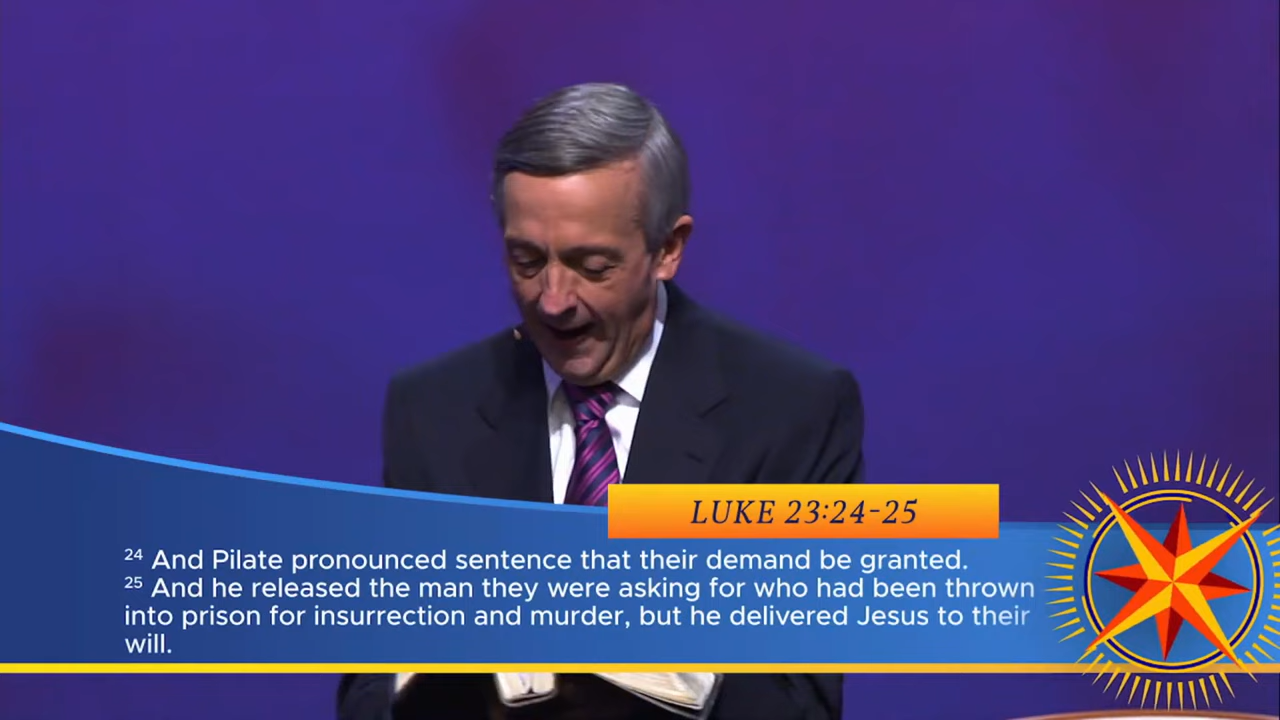 LUKE 23:24-25
24 And Pilate pronounced sentence that their demand be granted.
25 And he released the man they were asking for who had been thrown
into prison for insurrection and murder, but he delivered Jesus to their
will.